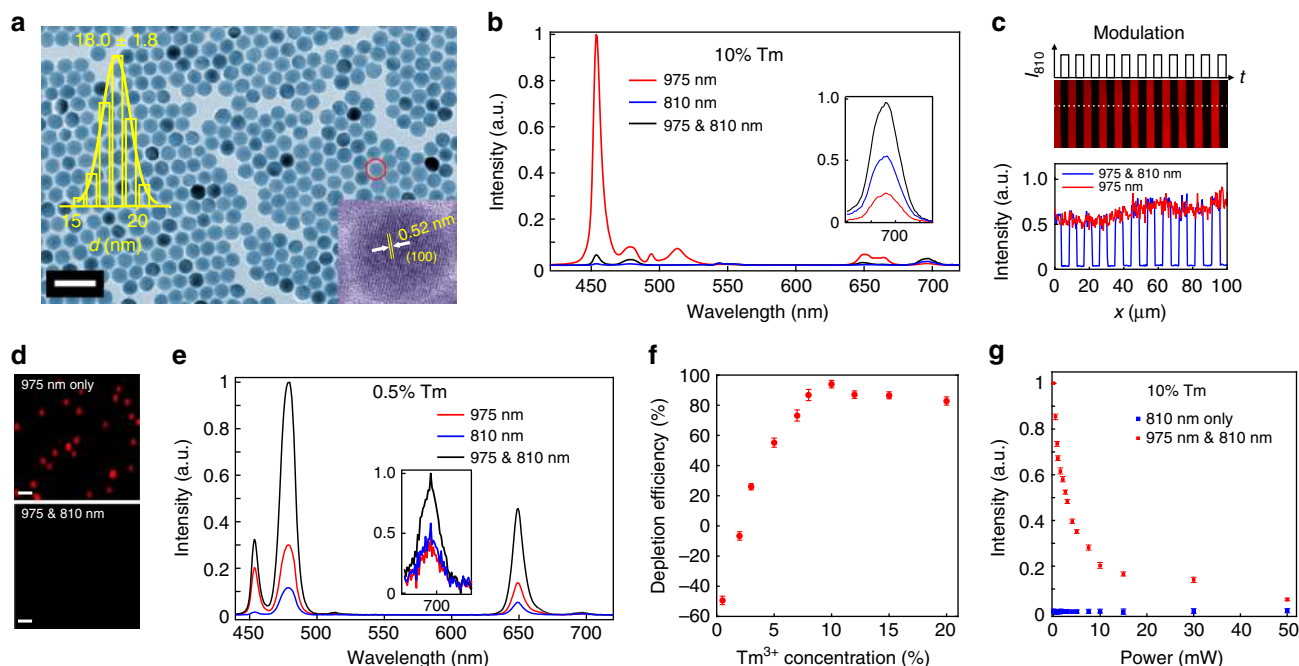 a
18.0 ± 1.8
15 20
d (nm)
0.52 nm
(100)
b
10% Tm
975 nm
810 nm
975 & 810 nm
Intensity (a.u.)
1
0.8
0.6
0.4
0.2
0
450 500 550 600 650 700
Wavelength (nm)
1.0
0.5
0
700
c
Modulation
I810
t
975 & 810 nm
975 nm
Intensity (a.u.)
1.0
0.5
0
0 20 40 60 80 100
x (μm)
d
975 nm only
975 & 810 nm
e
0.5% Tm
975 nm
810 nm
975 & 810 nm
Intensity (a.u.)
1
0.8
0.6
0.4
0.2
0
450 500 550 600 650 700
Wavelength (nm)
1.0
0.5
0
700
f
Depletion efficiency (%)
100
80
60
40
20
0
−20
−40
−60
0 5 10 15 20
Tm3+ concentration (%)
g
10% Tm
810 nm only
975 nm & 810 nm
Intensity (a.u.)
1
0.8
0.6
0.4
0.2
0
0 10 20 30 40 50
Power (mW)